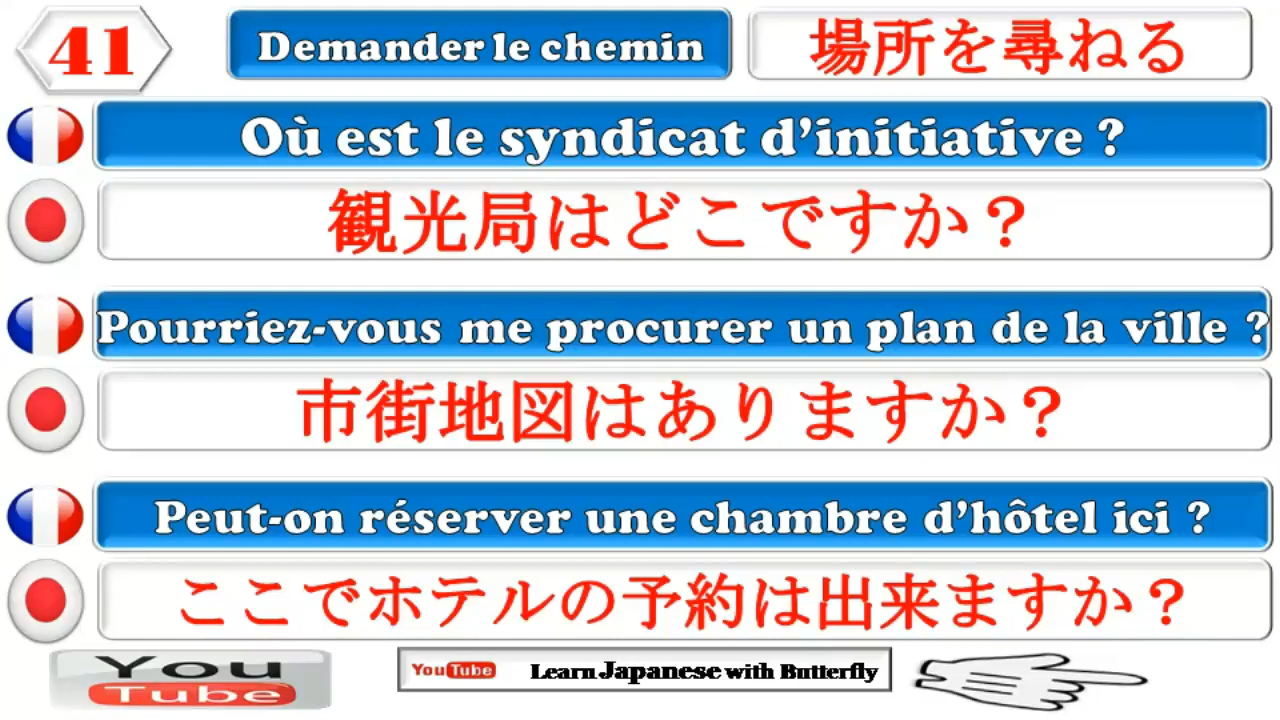 41
Demander le chemin
場所を尋ねる
Où est le syndicat d’initiative ?
観光局はどこですか？
Pourriez-vous me procurer un plan de la ville ?
市街地図はありますか？
Peut-on réserver une chambre d’hôtel ici ?
ここでホテルの予約は出来ますか？
You
Tube
YouTube Learn Japanese with Butterfly